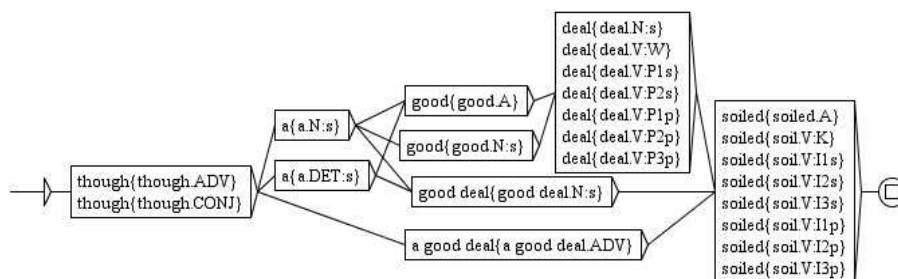 though{though.ADV}
though{though.CONJ}
a{a.N:s}
a{a.DET:s}
good{good.A}
good{good.N:s}
good deal{good deal.N:s}
a good deal{a good deal.ADV}
deal{deal.N:s}
deal{deal.V:W}
deal{deal.V:P1s}
deal{deal.V:P2s}
deal{deal.V:P1p}
deal{deal.V:P2p}
deal{deal.V:P3p}
soiled{soiled.A}
soiled{soil.V:K}
soiled{soil.V:I1s}
soiled{soil.V:I2s}
soiled{soil.V:I3s}
soiled{soil.V:I1p}
soiled{soil.V:I2p}
soiled{soil.V:I3p}